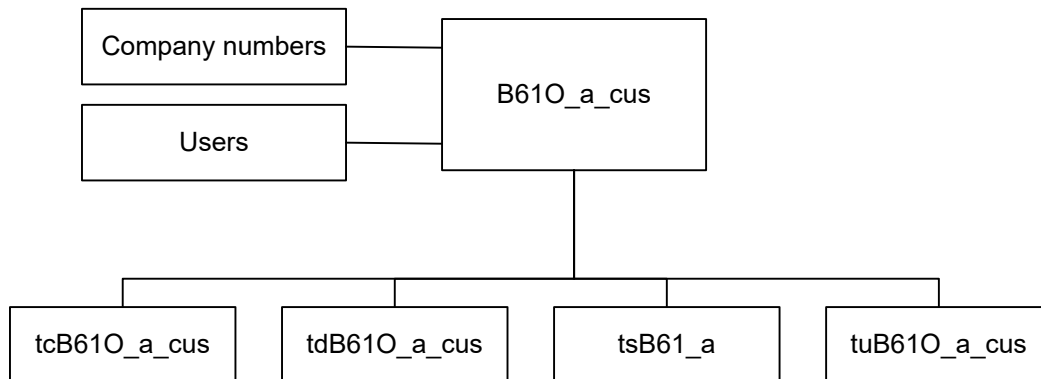 Company numbers
B61O_a_cus
Users
tcB61O_a_cus
tdB61O_a_cus
tsB61_a
tuB61O_a_cus